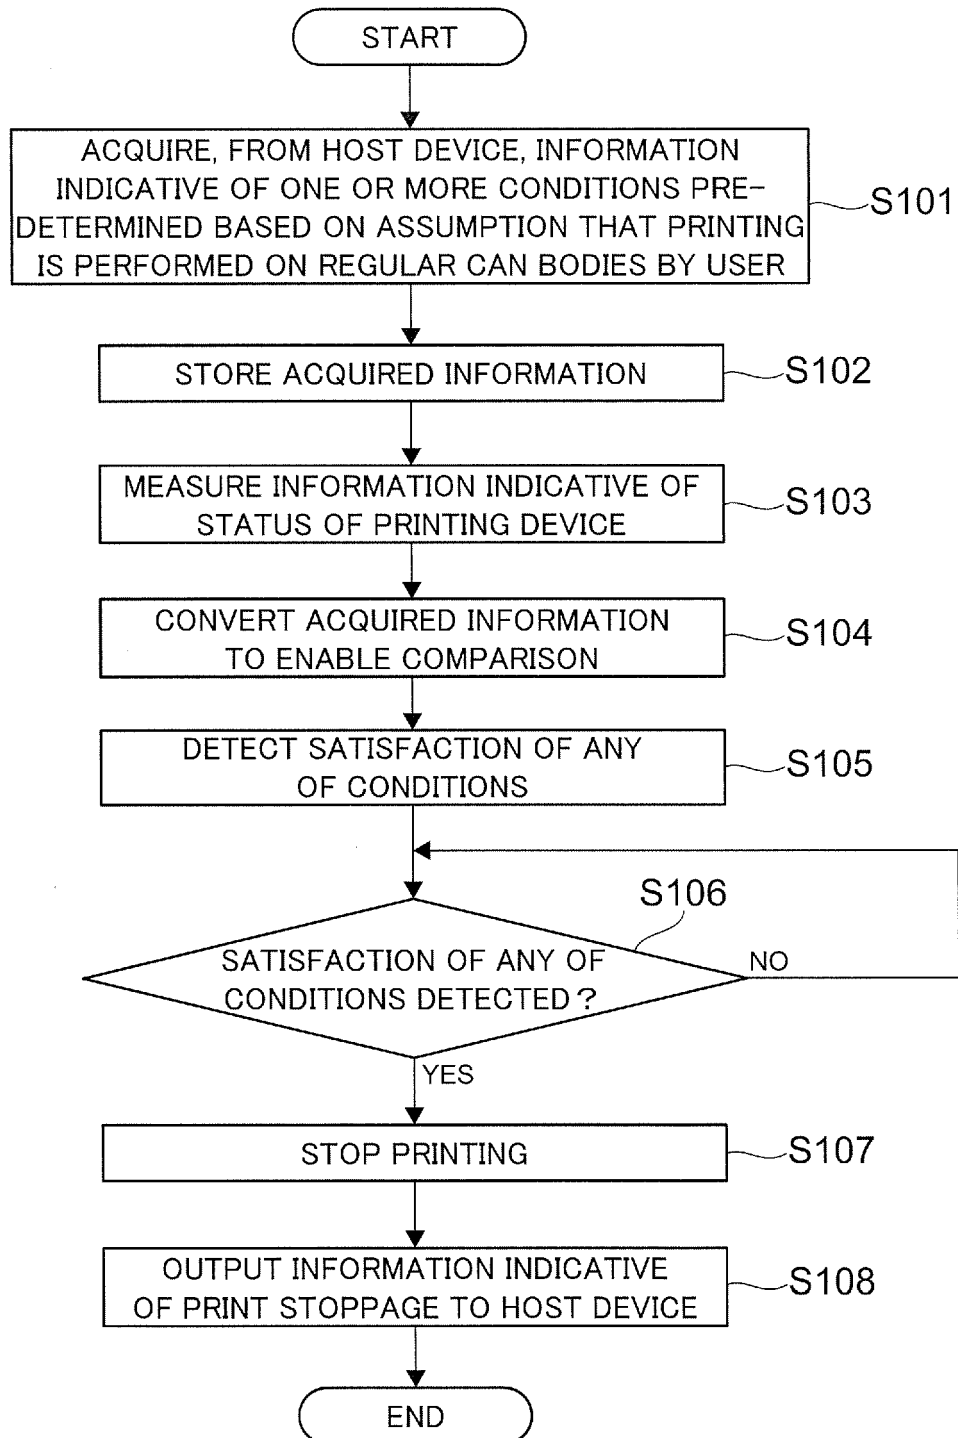 START
ACQUIRE, FROM HOST DEVICE, INFORMATION
INDICATIVE OF ONE OR MORE CONDITIONS PRE-
DETERMINED BASED ON ASSUMPTION THAT PRINTING
IS PERFORMED ON REGULAR CAN BODIES BY USER
S101
STORE ACQUIRED INFORMATION
S102
MEASURE INFORMATION INDICATIVE OF
STATUS OF PRINTING DEVICE
S103
CONVERT ACQUIRED INFORMATION
TO ENABLE COMPARISON
S104
DETECT SATISFACTION OF ANY
OF CONDITIONS
S105
S106
SATISFACTION OF ANY OF
CONDITIONS DETECTED?
NO
YES
STOP PRINTING
S107
OUTPUT INFORMATION INDICATIVE
OF PRINT STOPPAGE TO HOST DEVICE
S108
END